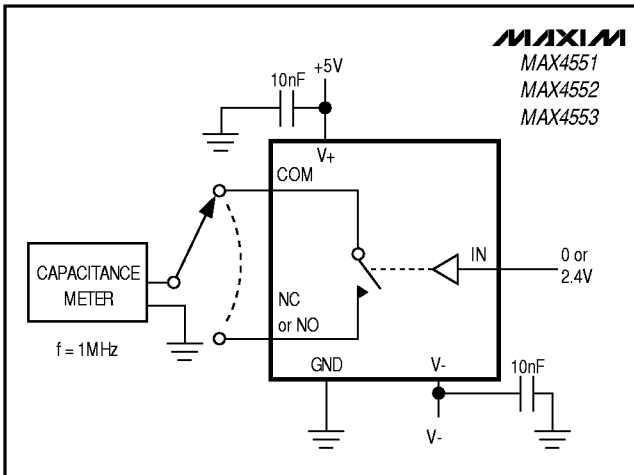 MAXIM
MAX4551
MAX4552
MAX4553
+5V
10nF
V+
COM
IN
0 or
2.4V
CAPACITANCE
METER
NC
or NO
f = 1MHz
GND
V-
10nF
V-